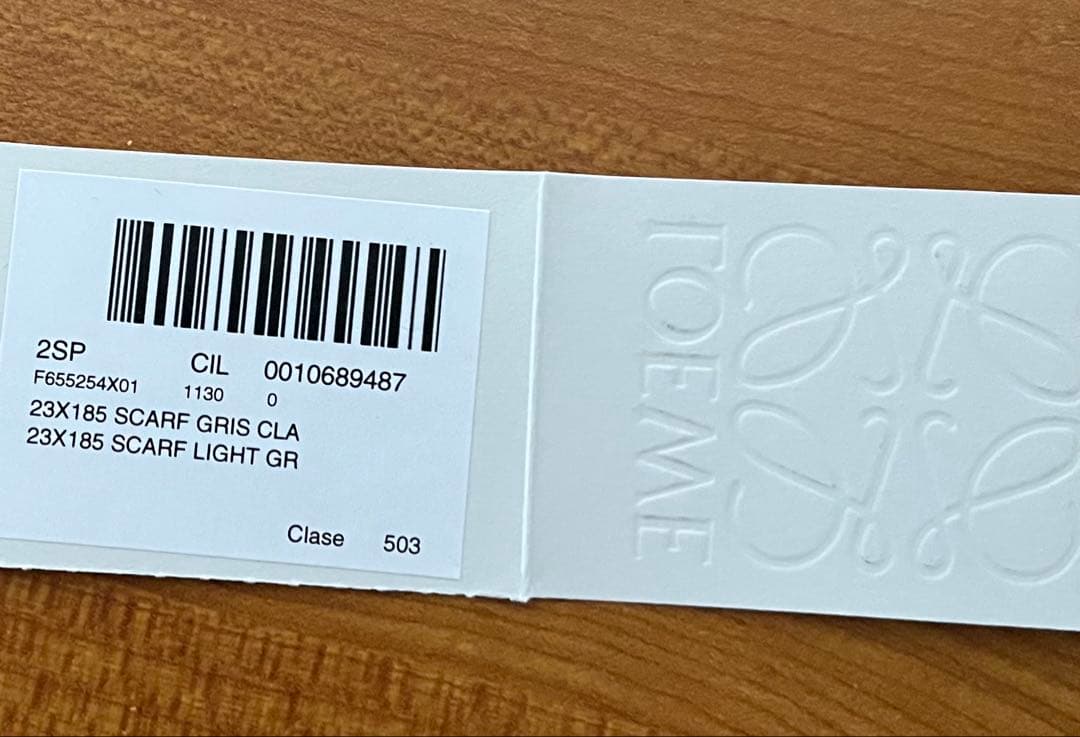 2SP CIL 0010689487
F655254X01 1130 0
23X185 SCARF GRIS CLA
23X185 SCARF LIGHT GR
Clase 503
LOEWE